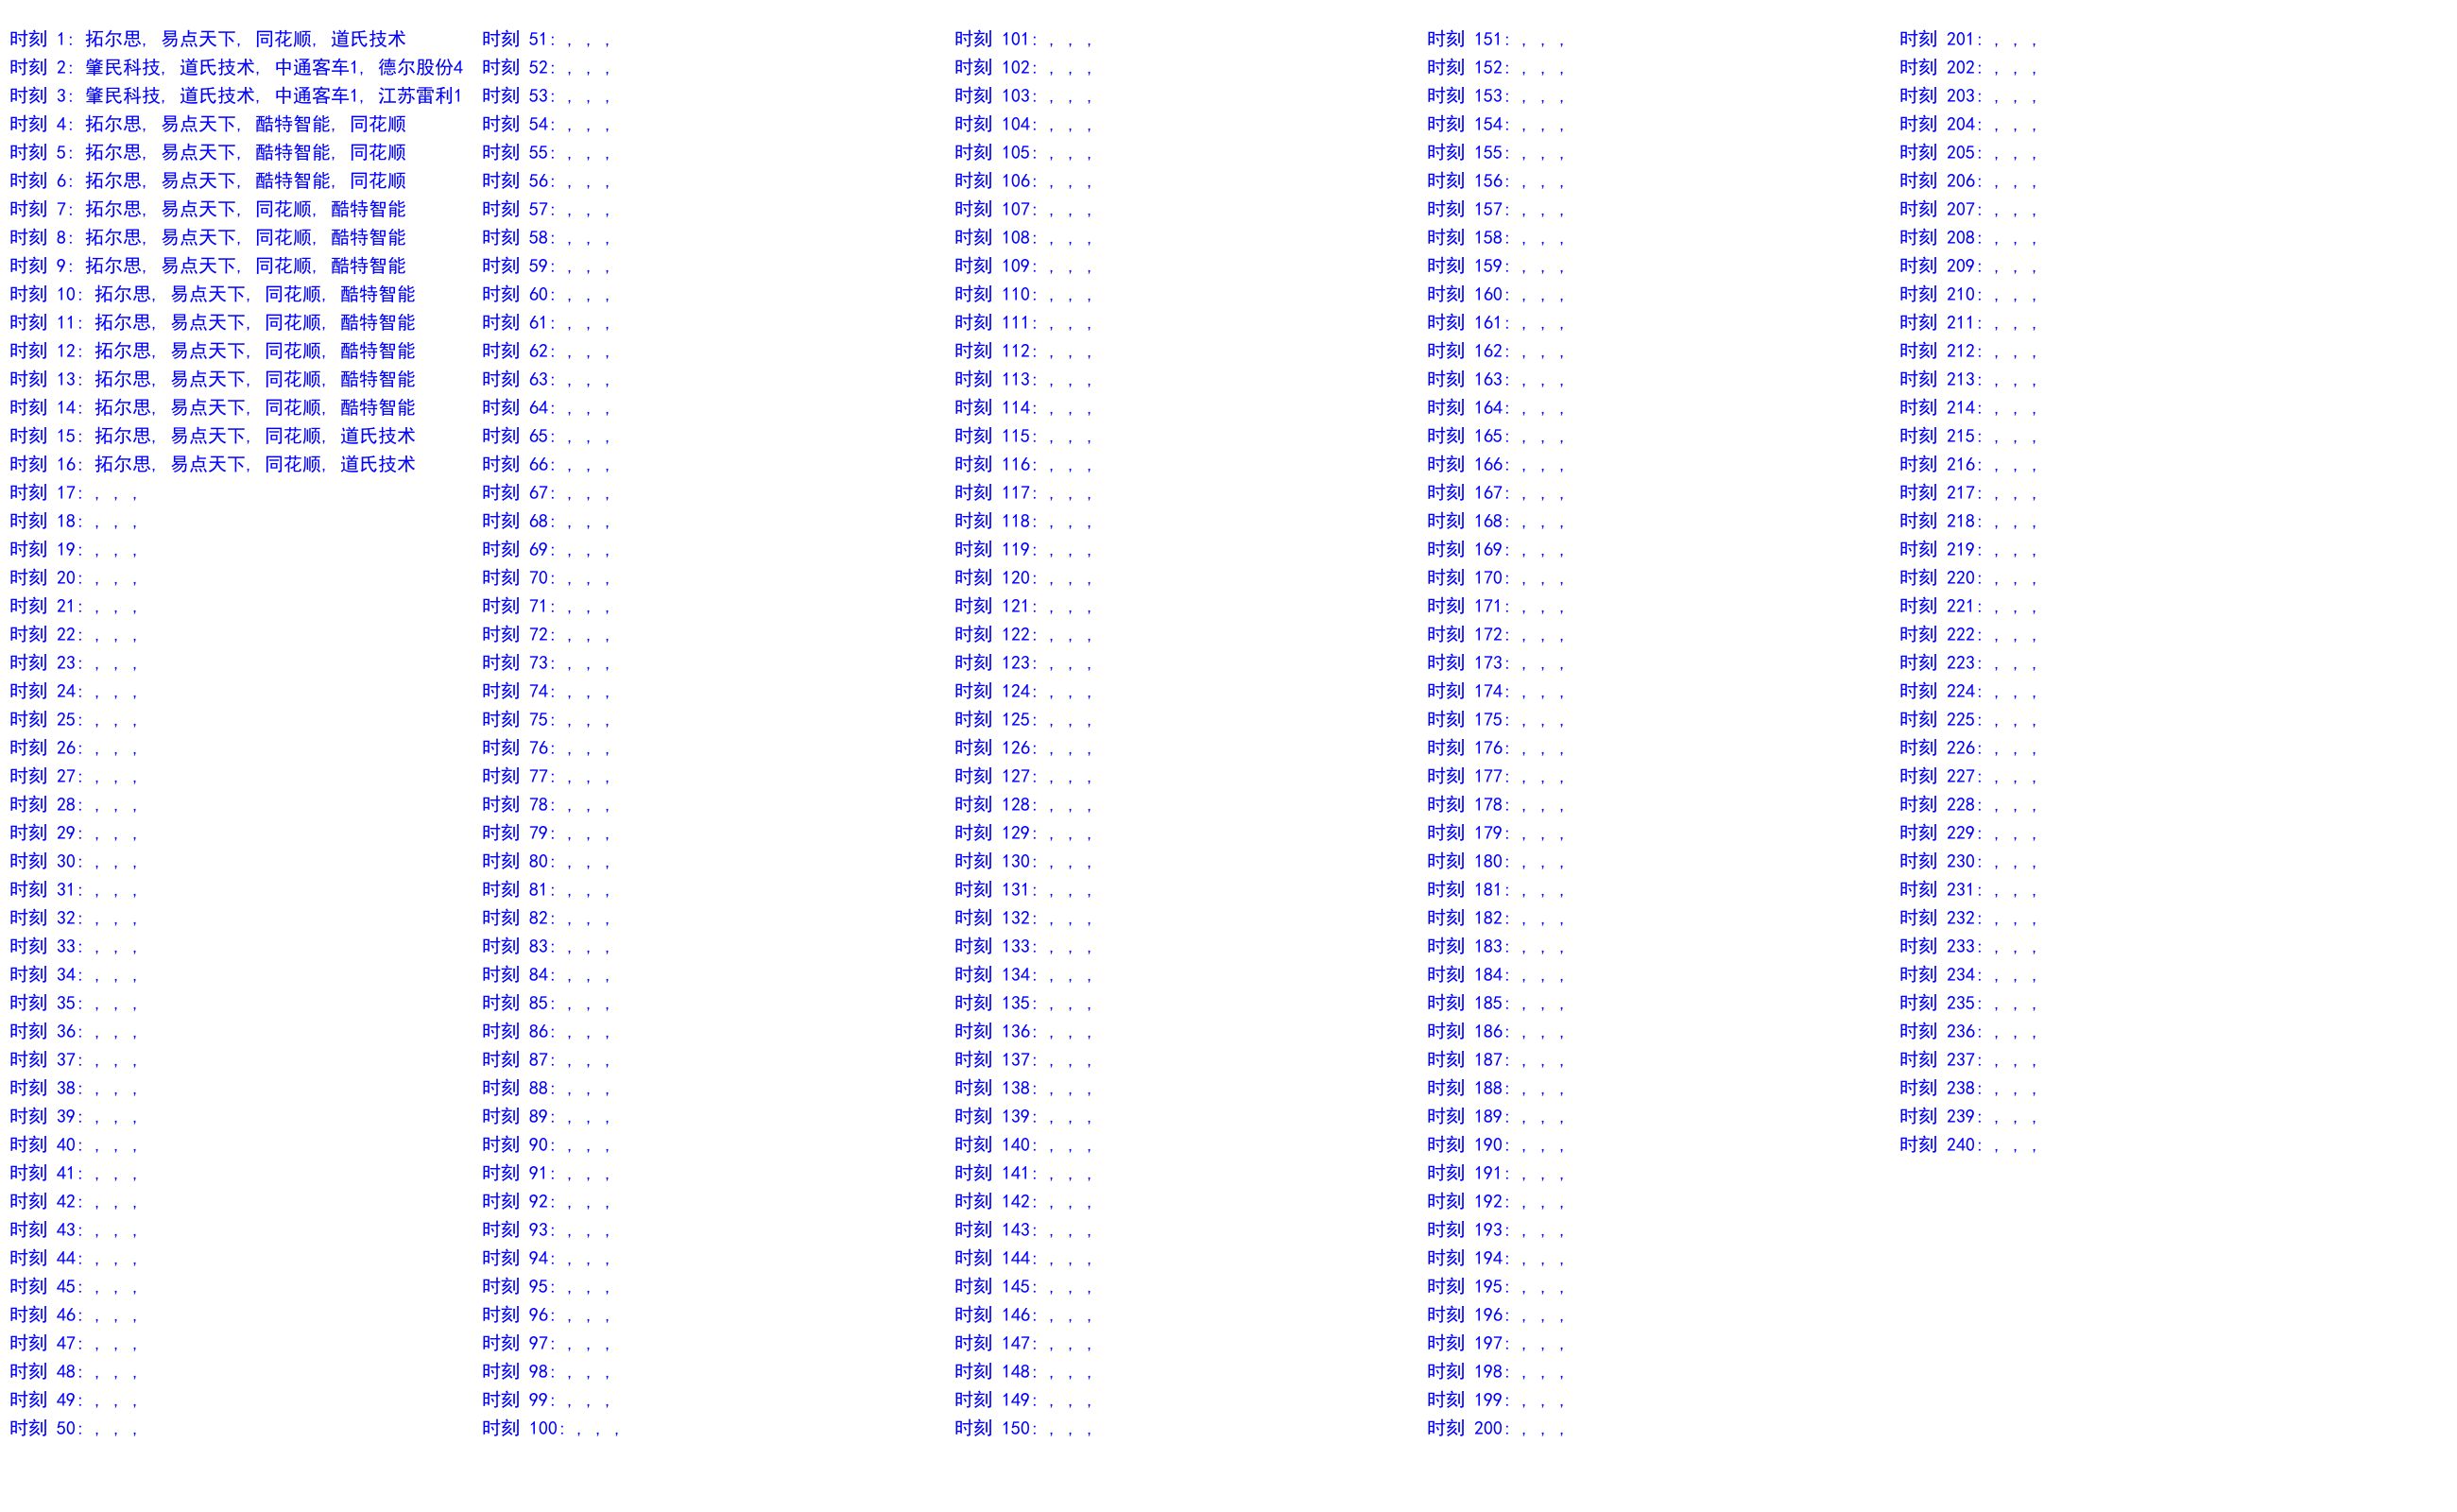 时刻 1: 拓尔思, 易点天下, 同花顺, 道氏技术
时刻 2: 肇民科技, 道氏技术, 中通客车1, 德尔股份4
时刻 3: 肇民科技, 道氏技术, 中通客车1, 江苏雷利1
时刻 4: 拓尔思, 易点天下, 酷特智能, 同花顺
时刻 5: 拓尔思, 易点天下, 酷特智能, 同花顺
时刻 6: 拓尔思, 易点天下, 酷特智能, 同花顺
时刻 7: 拓尔思, 易点天下, 同花顺, 酷特智能
时刻 8: 拓尔思, 易点天下, 同花顺, 酷特智能
时刻 9: 拓尔思, 易点天下, 同花顺, 酷特智能
时刻 10: 拓尔思, 易点天下, 同花顺, 酷特智能
时刻 11: 拓尔思, 易点天下, 同花顺, 酷特智能
时刻 12: 拓尔思, 易点天下, 同花顺, 酷特智能
时刻 13: 拓尔思, 易点天下, 同花顺, 酷特智能
时刻 14: 拓尔思, 易点天下, 同花顺, 酷特智能
时刻 15: 拓尔思, 易点天下, 同花顺, 道氏技术
时刻 16: 拓尔思, 易点天下, 同花顺, 道氏技术
时刻 17: , , ,
时刻 18: , , ,
时刻 19: , , ,
时刻 20: , , ,
时刻 21: , , ,
时刻 22: , , ,
时刻 23: , , ,
时刻 24: , , ,
时刻 25: , , ,
时刻 26: , , ,
时刻 27: , , ,
时刻 28: , , ,
时刻 29: , , ,
时刻 30: , , ,
时刻 31: , , ,
时刻 32: , , ,
时刻 33: , , ,
时刻 34: , , ,
时刻 35: , , ,
时刻 36: , , ,
时刻 37: , , ,
时刻 38: , , ,
时刻 39: , , ,
时刻 40: , , ,
时刻 41: , , ,
时刻 42: , , ,
时刻 43: , , ,
时刻 44: , , ,
时刻 45: , , ,
时刻 46: , , ,
时刻 47: , , ,
时刻 48: , , ,
时刻 49: , , ,
时刻 50: , , ,
时刻 51: , , ,
时刻 52: , , ,
时刻 53: , , ,
时刻 54: , , ,
时刻 55: , , ,
时刻 56: , , ,
时刻 57: , , ,
时刻 58: , , ,
时刻 59: , , ,
时刻 60: , , ,
时刻 61: , , ,
时刻 62: , , ,
时刻 63: , , ,
时刻 64: , , ,
时刻 65: , , ,
时刻 66: , , ,
时刻 67: , , ,
时刻 68: , , ,
时刻 69: , , ,
时刻 70: , , ,
时刻 71: , , ,
时刻 72: , , ,
时刻 73: , , ,
时刻 74: , , ,
时刻 75: , , ,
时刻 76: , , ,
时刻 77: , , ,
时刻 78: , , ,
时刻 79: , , ,
时刻 80: , , ,
时刻 81: , , ,
时刻 82: , , ,
时刻 83: , , ,
时刻 84: , , ,
时刻 85: , , ,
时刻 86: , , ,
时刻 87: , , ,
时刻 88: , , ,
时刻 89: , , ,
时刻 90: , , ,
时刻 91: , , ,
时刻 92: , , ,
时刻 93: , , ,
时刻 94: , , ,
时刻 95: , , ,
时刻 96: , , ,
时刻 97: , , ,
时刻 98: , , ,
时刻 99: , , ,
时刻 100: , , ,
时刻 101: , , ,
时刻 102: , , ,
时刻 103: , , ,
时刻 104: , , ,
时刻 105: , , ,
时刻 106: , , ,
时刻 107: , , ,
时刻 108: , , ,
时刻 109: , , ,
时刻 110: , , ,
时刻 111: , , ,
时刻 112: , , ,
时刻 113: , , ,
时刻 114: , , ,
时刻 115: , , ,
时刻 116: , , ,
时刻 117: , , ,
时刻 118: , , ,
时刻 119: , , ,
时刻 120: , , ,
时刻 121: , , ,
时刻 122: , , ,
时刻 123: , , ,
时刻 124: , , ,
时刻 125: , , ,
时刻 126: , , ,
时刻 127: , , ,
时刻 128: , , ,
时刻 129: , , ,
时刻 130: , , ,
时刻 131: , , ,
时刻 132: , , ,
时刻 133: , , ,
时刻 134: , , ,
时刻 135: , , ,
时刻 136: , , ,
时刻 137: , , ,
时刻 138: , , ,
时刻 139: , , ,
时刻 140: , , ,
时刻 141: , , ,
时刻 142: , , ,
时刻 143: , , ,
时刻 144: , , ,
时刻 145: , , ,
时刻 146: , , ,
时刻 147: , , ,
时刻 148: , , ,
时刻 149: , , ,
时刻 150: , , ,
时刻 151: , , ,
时刻 152: , , ,
时刻 153: , , ,
时刻 154: , , ,
时刻 155: , , ,
时刻 156: , , ,
时刻 157: , , ,
时刻 158: , , ,
时刻 159: , , ,
时刻 160: , , ,
时刻 161: , , ,
时刻 162: , , ,
时刻 163: , , ,
时刻 164: , , ,
时刻 165: , , ,
时刻 166: , , ,
时刻 167: , , ,
时刻 168: , , ,
时刻 169: , , ,
时刻 170: , , ,
时刻 171: , , ,
时刻 172: , , ,
时刻 173: , , ,
时刻 174: , , ,
时刻 175: , , ,
时刻 176: , , ,
时刻 177: , , ,
时刻 178: , , ,
时刻 179: , , ,
时刻 180: , , ,
时刻 181: , , ,
时刻 182: , , ,
时刻 183: , , ,
时刻 184: , , ,
时刻 185: , , ,
时刻 186: , , ,
时刻 187: , , ,
时刻 188: , , ,
时刻 189: , , ,
时刻 190: , , ,
时刻 191: , , ,
时刻 192: , , ,
时刻 193: , , ,
时刻 194: , , ,
时刻 195: , , ,
时刻 196: , , ,
时刻 197: , , ,
时刻 198: , , ,
时刻 199: , , ,
时刻 200: , , ,
时刻 201: , , ,
时刻 202: , , ,
时刻 203: , , ,
时刻 204: , , ,
时刻 205: , , ,
时刻 206: , , ,
时刻 207: , , ,
时刻 208: , , ,
时刻 209: , , ,
时刻 210: , , ,
时刻 211: , , ,
时刻 212: , , ,
时刻 213: , , ,
时刻 214: , , ,
时刻 215: , , ,
时刻 216: , , ,
时刻 217: , , ,
时刻 218: , , ,
时刻 219: , , ,
时刻 220: , , ,
时刻 221: , , ,
时刻 222: , , ,
时刻 223: , , ,
时刻 224: , , ,
时刻 225: , , ,
时刻 226: , , ,
时刻 227: , , ,
时刻 228: , , ,
时刻 229: , , ,
时刻 230: , , ,
时刻 231: , , ,
时刻 232: , , ,
时刻 233: , , ,
时刻 234: , , ,
时刻 235: , , ,
时刻 236: , , ,
时刻 237: , , ,
时刻 238: , , ,
时刻 239: , , ,
时刻 240: , , ,